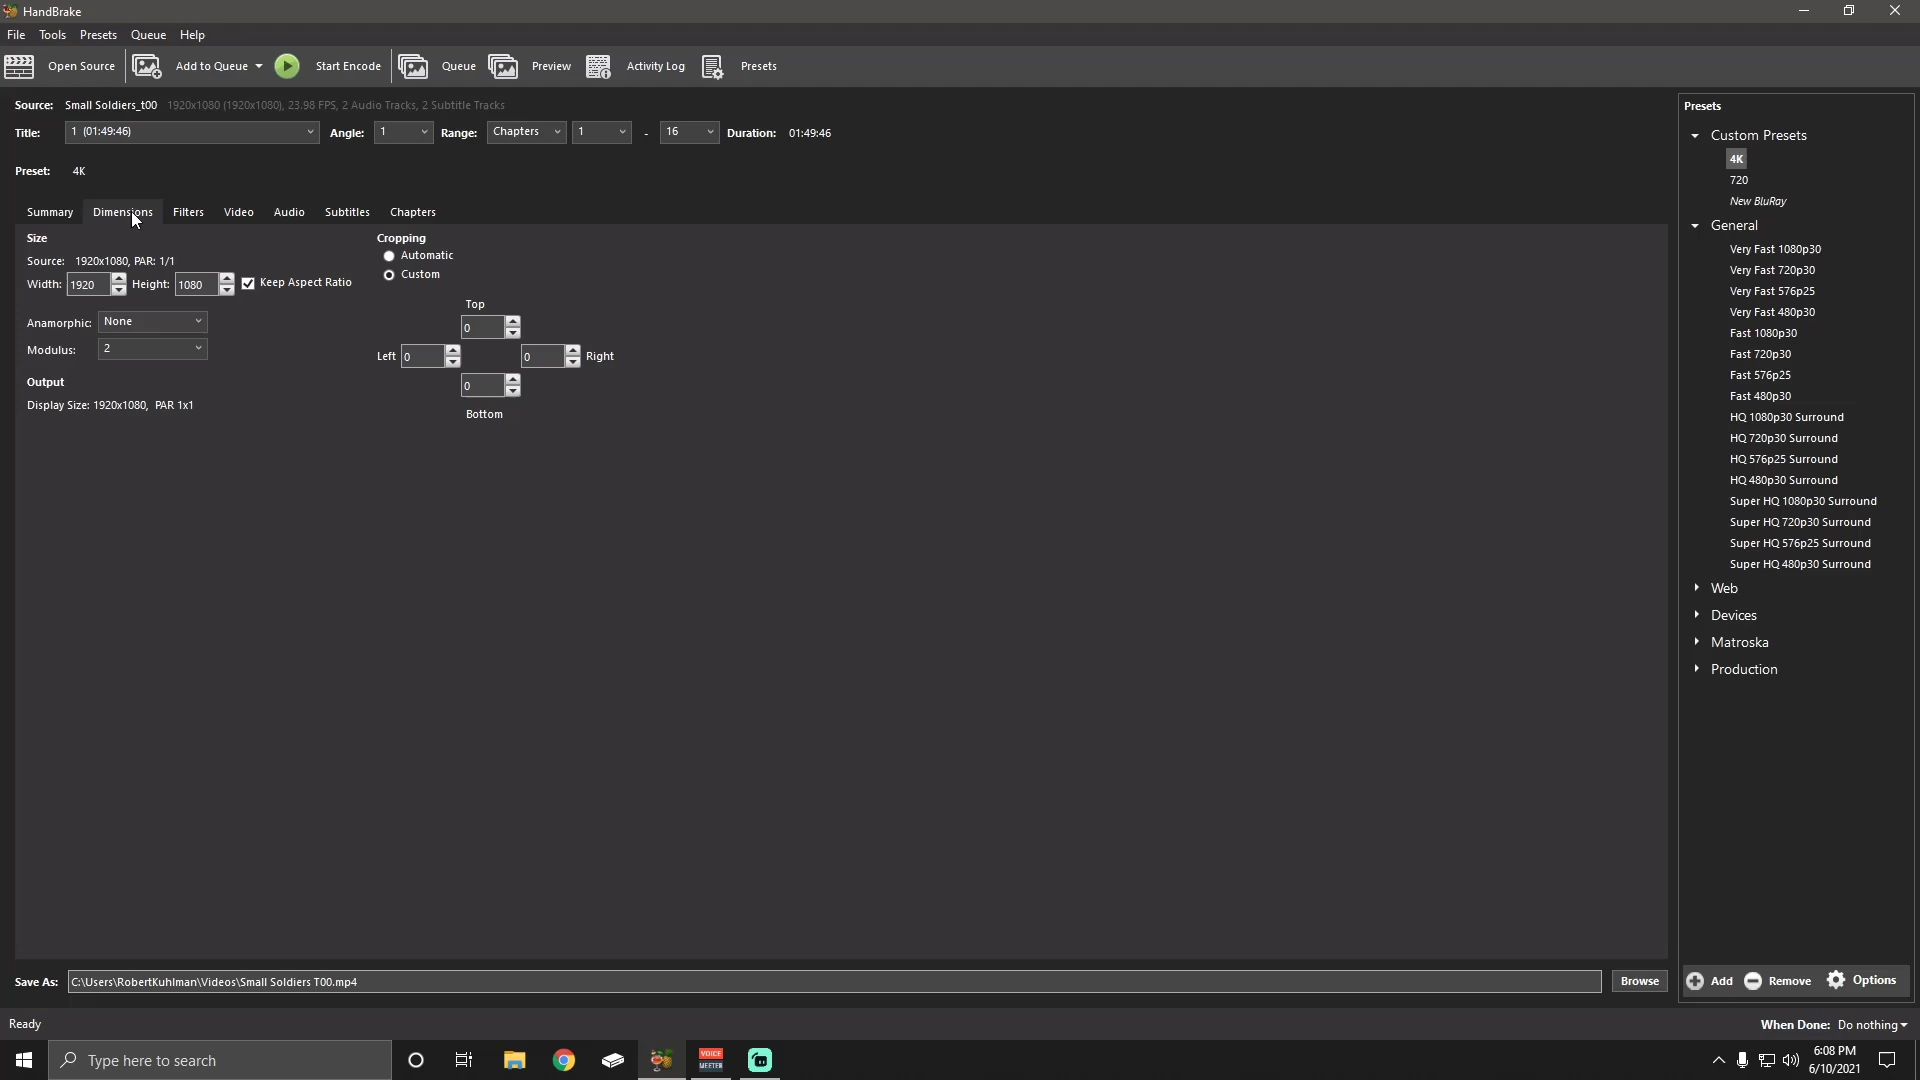 HandBrake
File Tools Presets Queue Help
Open Source Add to Queue Start Encode Queue Preview Activity Log Presets
Source: Small Soldiers_t00 1920x1080 (1920x1080), 23.98 FPS, 2 Audio Tracks, 2 Subtitle Tracks
Title: 1 (01:49:46) Angle: 1 Range: Chapters 1 - 16 Duration: 01:49:46
Preset: 4K
Summary Dimensions Filters Video Audio Subtitles Chapters
Size
Source: 1920x1080, PAR: 1/1
Width: 1920 Height: 1080 Keep Aspect Ratio
Anamorphic: None
Modulus: 2
Output
Display Size: 1920x1080, PAR 1x1
Cropping
Automatic
Custom
Top
0
Left 0 0 Right
0
Bottom
Presets
Custom Presets
4K
720
New BluRay
General
Very Fast 1080p30
Very Fast 720p30
Very Fast 576p25
Very Fast 480p30
Fast 1080p30
Fast 720p30
Fast 576p25
Fast 480p30
HQ 1080p30 Surround
HQ 720p30 Surround
HQ 576p25 Surround
HQ 480p30 Surround
Super HQ 1080p30 Surround
Super HQ 720p30 Surround
Super HQ 576p25 Surround
Super HQ 480p30 Surround
Web
Devices
Matroska
Production
Add Remove Options
Save As: C:\Users\RobertKuhlman\Videos\Small Soldiers T00.mp4 Browse
Ready
When Done: Do nothing
Type here to search
VOICE
MEETER
6:08 PM
6/10/2021